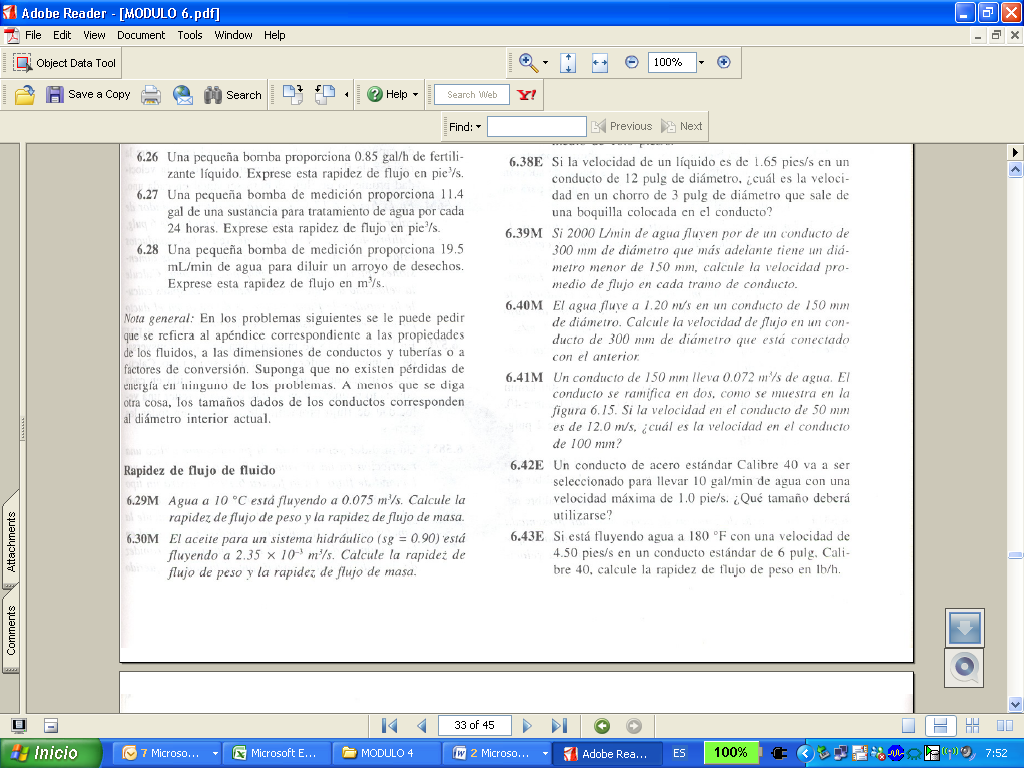 Adobe Reader - [MODULO 6.pdf]
File Edit View Document Tools Window Help
Object Data Tool
100%
Save a Copy
Search
Help
Search Web
Y!
Find:
Previous
Next
6.26 Una pequeña bomba proporciona 0.85 gal/h de fertili-
zante líquido. Exprese esta rapidez de flujo en pie³/s.
6.27 Una pequeña bomba de medición proporciona 11.4
gal de una sustancia para tratamiento de agua por cada
24 horas. Exprese esta rapidez de flujo en pie³/s.
6.28 Una pequeña bomba de medición proporciona 19.5
mL/min de agua para diluir un arroyo de desechos.
Exprese esta rapidez de flujo en m³/s.
Nota general: En los problemas siguientes se le puede pedir
que se refiera al apéndice correspondiente a las propiedades
de los fluidos, a las dimensiones de conductos y tuberías o a
factores de conversión. Suponga que no existen pérdidas de
energía en ninguno de los problemas. A menos que se diga
otra cosa, los tamaños dados de los conductos corresponden
al diámetro interior actual.
Rapidez de flujo de fluido
6.29M Agua a 10 °C está fluyendo a 0.075 m³/s. Calcule la
rapidez de flujo de peso y la rapidez de flujo de masa.
6.30M El aceite para un sistema hidráulico (sg = 0.90) está
fluyendo a 2.35 × 10⁻³ m³/s. Calcule la rapidez de
flujo de peso y la rapidez de flujo de masa.
6.38E Si la velocidad de un líquido es de 1.65 pies/s en un
conducto de 12 pulg de diámetro, ¿cuál es la veloci-
dad en un chorro de 3 pulg de diámetro que sale de
una boquilla colocada en el conducto?
6.39M Si 2000 L/min de agua fluyen por de un conducto de
300 mm de diámetro que más adelante tiene un diá-
metro menor de 150 mm, calcule la velocidad pro-
medio de flujo en cada tramo de conducto.
6.40M El agua fluye a 1.20 m/s en un conducto de 150 mm
de diámetro. Calcule la velocidad de flujo en un con-
ducto de 300 mm de diámetro que está conectado
con el anterior.
6.41M Un conducto de 150 mm lleva 0.072 m³/s de agua. El
conducto se ramifica en dos, como se muestra en la
figura 6.15. Si la velocidad en el conducto de 50 mm
es de 12.0 m/s, ¿cuál es la velocidad en el conducto
de 100 mm?
6.42E Un conducto de acero estándar Calibre 40 va a ser
seleccionado para llevar 10 gal/min de agua con una
velocidad máxima de 1.0 pie/s. ¿Qué tamaño deberá
utilizarse?
6.43E Si está fluyendo agua a 180 °F con una velocidad de
4.50 pies/s en un conducto estándar de 6 pulg, Cali-
bre 40, calcule la rapidez de flujo de peso en lb/h.
Attachments
Comments
33 of 45
Inicio
7 Microso...
Microsoft E...
MODULO 4
2 Microso...
Adobe Rea...
ES
100%
7:52